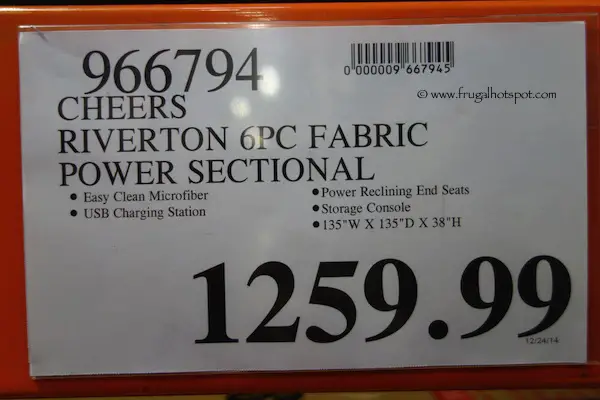 966794
0 000009 667945
© www.frugalhotspot.com
CHEERS
RIVERTON 6PC FABRIC
POWER SECTIONAL
• Easy Clean Microfiber
• USB Charging Station
• Power Reclining End Seats
• Storage Console
• 135"W X 135"D X 38"H
1259.99
12/24/14